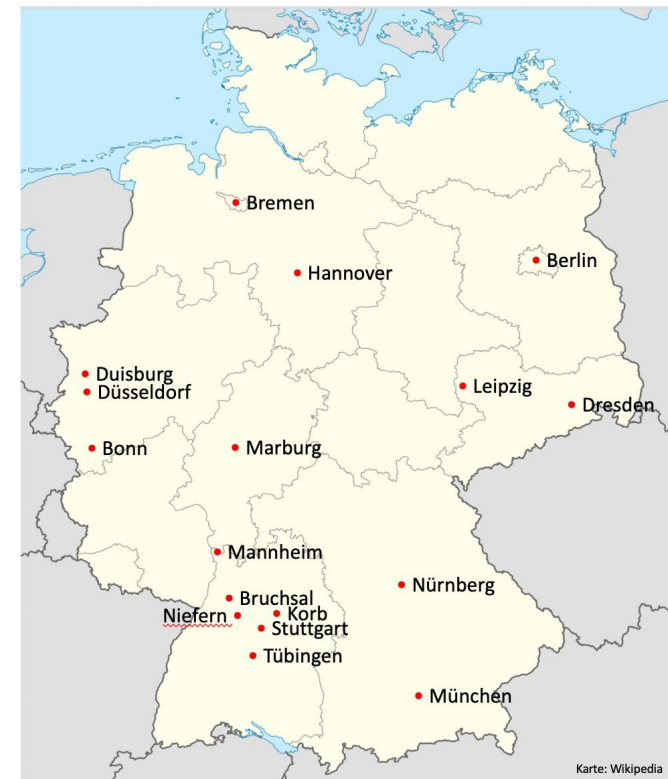 Bremen
Hannover
Berlin
Duisburg
Düsseldorf
Leipzig
Dresden
Bonn
Marburg
Mannheim
Nürnberg
Bruchsal
Niefern
Korb
Stuttgart
Tübingen
München
Karte: Wikipedia